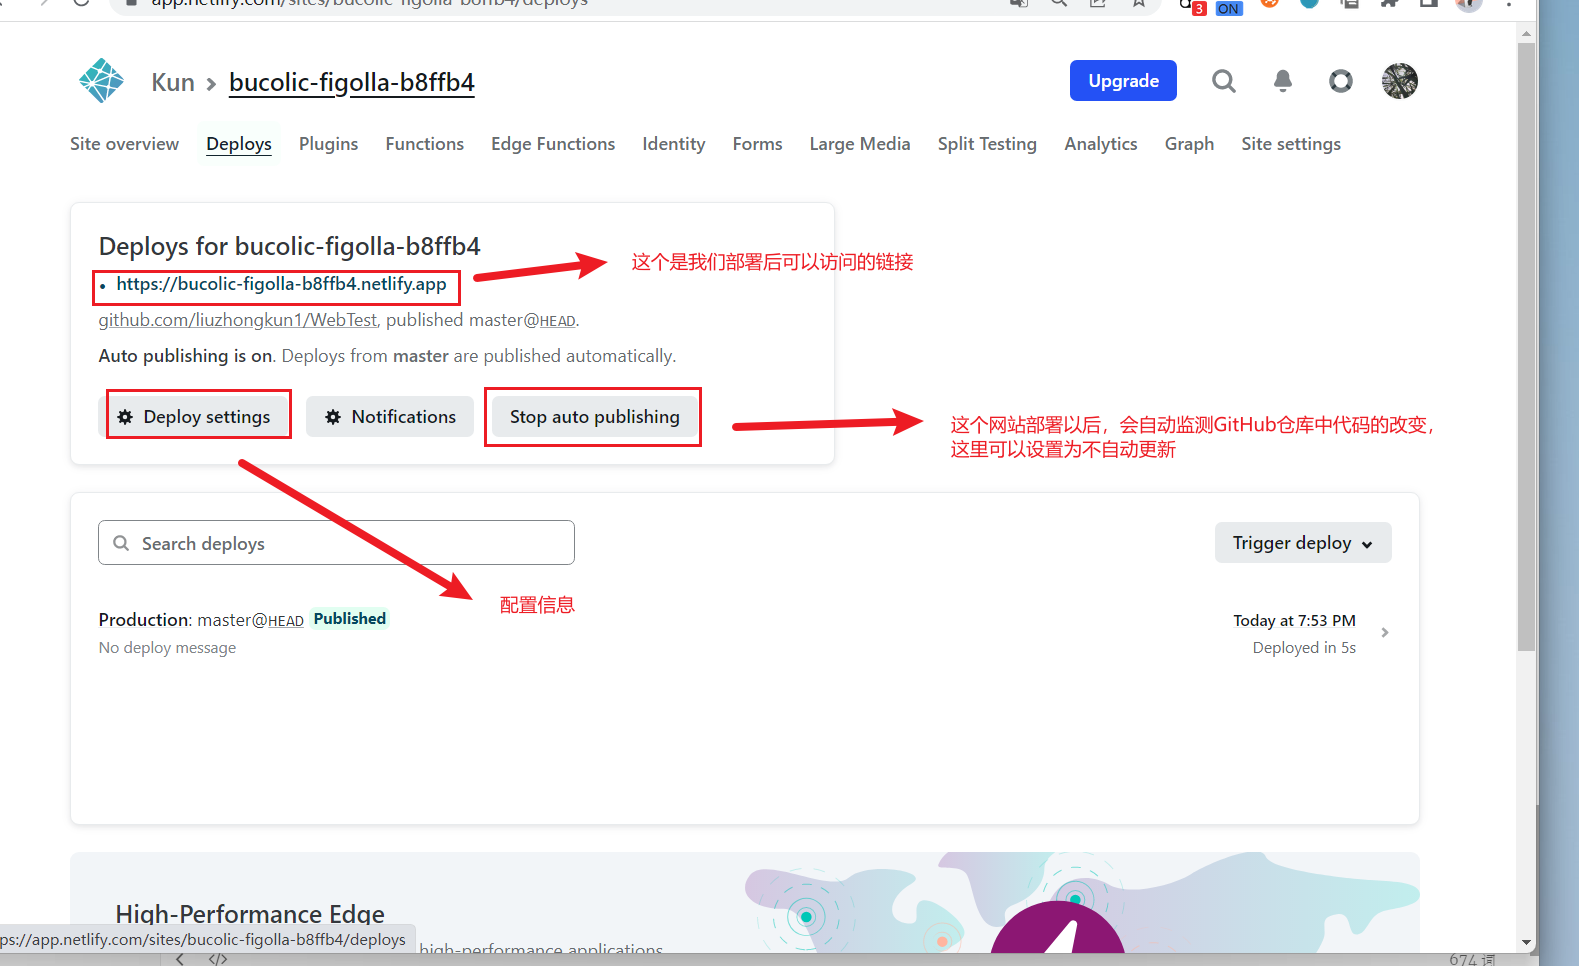 app.netlify.com/sites/bucolic-figolla-b8ffb4/deploys
3
ON
Kun > bucolic-figolla-b8ffb4
Upgrade
Site overview Deploys Plugins Functions Edge Functions Identity Forms Large Media Split Testing Analytics Graph Site settings
Deploys for bucolic-figolla-b8ffb4
• https://bucolic-figolla-b8ffb4.netlify.app
这个是我们部署后可以访问的链接
github.com/liuzhongkun1/WebTest, published master@HEAD.
Auto publishing is on. Deploys from master are published automatically.
Deploy settings Notifications Stop auto publishing
这个网站部署以后，会自动监测GitHub仓库中代码的改变，
这里可以设置为不自动更新
Search deploys
Trigger deploy
配置信息
Production: master@HEAD Published
No deploy message
Today at 7:53 PM
Deployed in 5s
High-Performance Edge
high-performance applications
ps://app.netlify.com/sites/bucolic-figolla-b8ffb4/deploys
</>
674 词